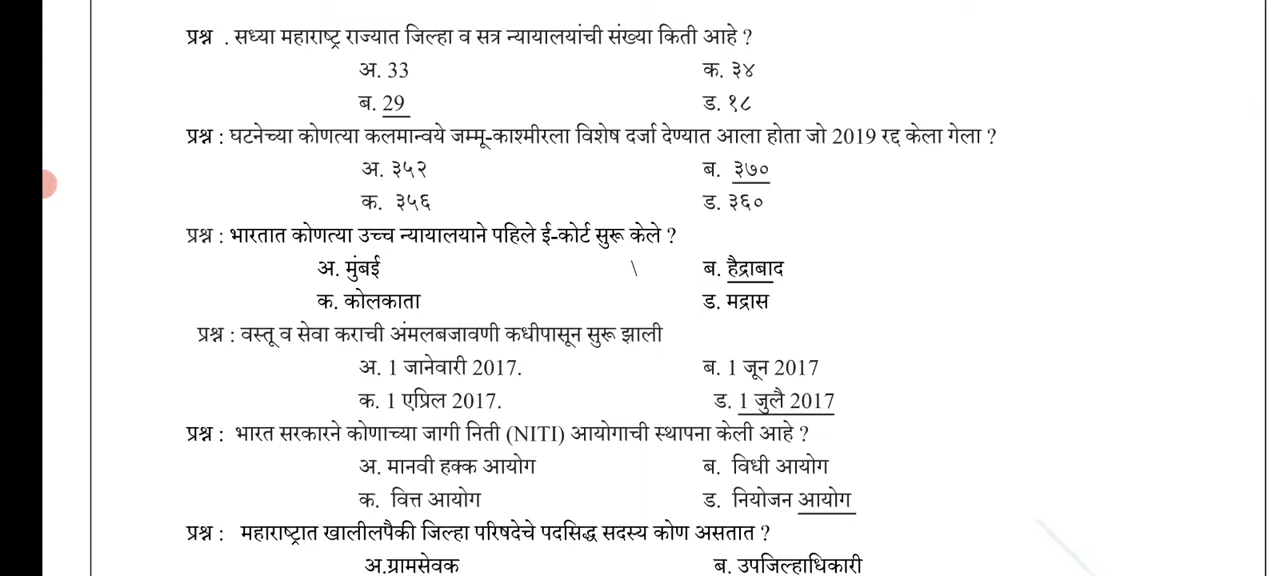 प्रश्न . सध्या महाराष्ट्र राज्यात जिल्हा व सत्र न्यायालयांची संख्या किती आहे ?
अ. 33 क. ३४
ब. 29 ड. १८
प्रश्न : घटनेच्या कोणत्या कलमान्वये जम्मू-काश्मीरला विशेष दर्जा देण्यात आला होता जो 2019 रद्द केला गेला ?
अ. ३५२ ब. ३७०
क. ३५६ ड. ३६०
प्रश्न : भारतात कोणत्या उच्च न्यायालयाने पहिले ई-कोर्ट सुरू केले ?
अ. मुंबई \ ब. हैद्राबाद
क. कोलकाता ड. मद्रास
प्रश्न : वस्तू व सेवा कराची अंमलबजावणी कधीपासून सुरू झाली
अ. 1 जानेवारी 2017. ब. 1 जून 2017
क. 1 एप्रिल 2017. ड. 1 जुलै 2017
प्रश्न : भारत सरकारने कोणाच्या जागी निती (NITI) आयोगाची स्थापना केली आहे ?
अ. मानवी हक्क आयोग ब. विधी आयोग
क. वित्त आयोग ड. नियोजन आयोग
प्रश्न : महाराष्ट्रात खालीलपैकी जिल्हा परिषदेचे पदसिद्ध सदस्य कोण असतात ?
अ.ग्रामसेवक ब. उपजिल्हाधिकारी